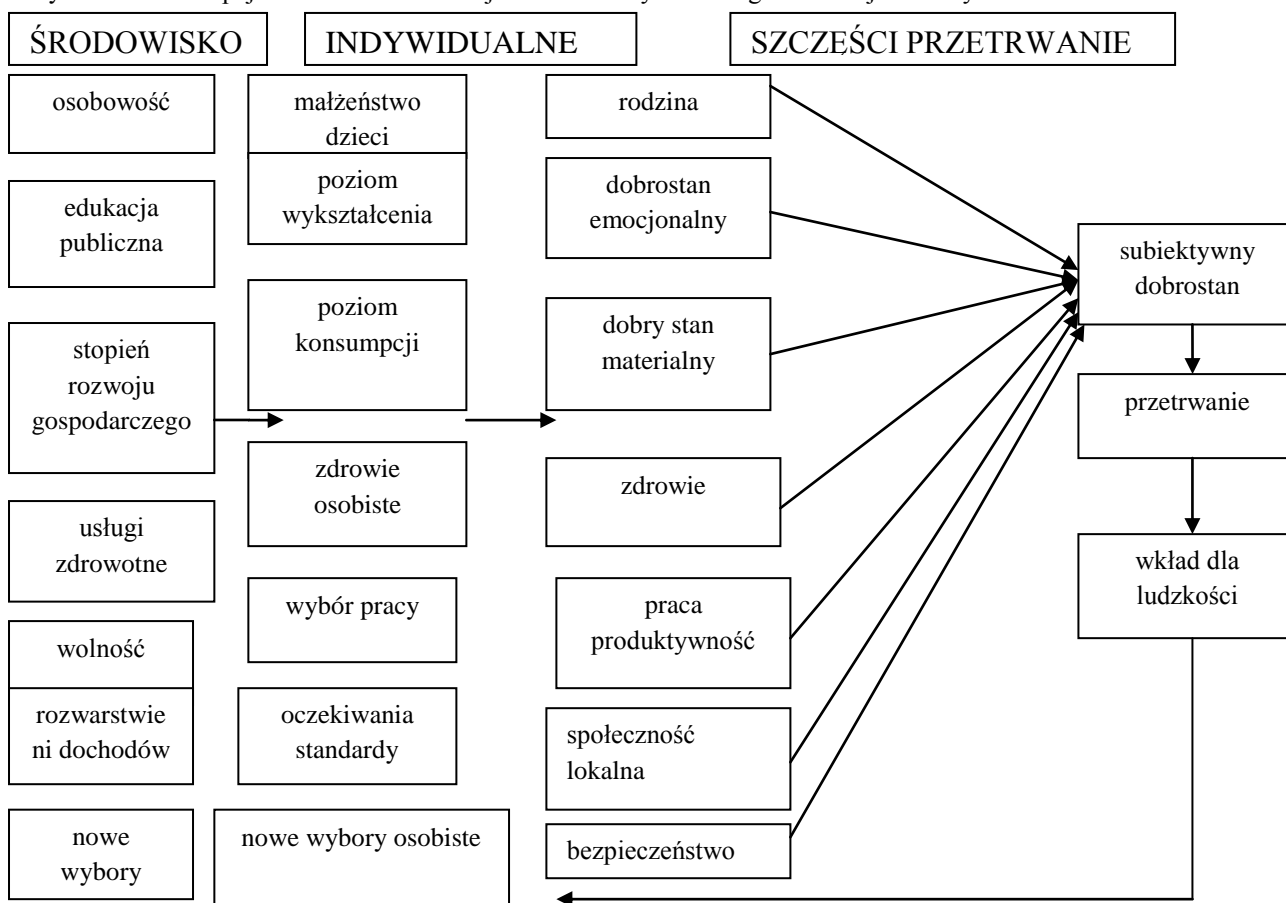 ŚRODOWISKO
INDYWIDUALNE
SZCZĘŚCI PRZETRWANIE
osobowość
edukacja
publiczna
stopień
rozwoju
gospodarczego
usługi
zdrowotne
wolność
rozwarstwie
ni dochodów
nowe
wybory
małżeństwo
dzieci
poziom
wykształcenia
poziom
konsumpcji
zdrowie
osobiste
wybór pracy
oczekiwania
standardy
nowe wybory osobiste
rodzina
dobrostan
emocjonalny
dobry stan
materialny
zdrowie
praca
produktywność
społeczność
lokalna
bezpieczeństwo
subiektywny
dobrostan
przetrwanie
wkład dla
ludzkości